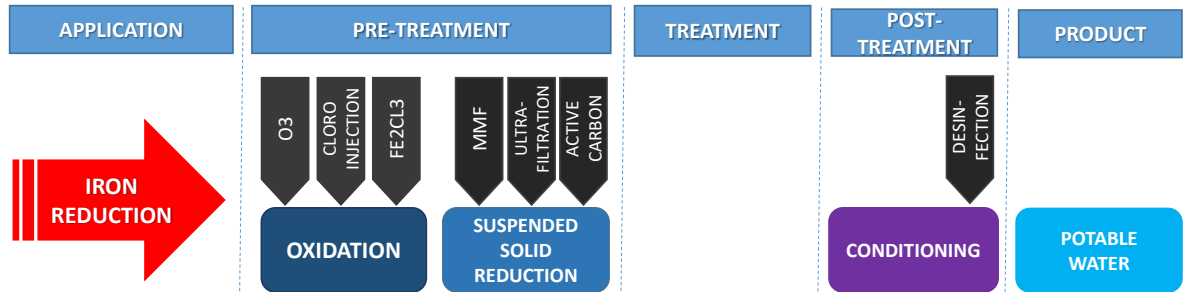 APPLICATION
PRE-TREATMENT
TREATMENT
POST-
TREATMENT
PRODUCT
O3
CLORO
INJECTION
FE2CL3
MMF
ULTRA-
FILTRATION
ACTIVE
CARBON
DESIN-
FECTION
IRON
REDUCTION
OXIDATION
SUSPENDED
SOLID
REDUCTION
CONDITIONING
POTABLE
WATER